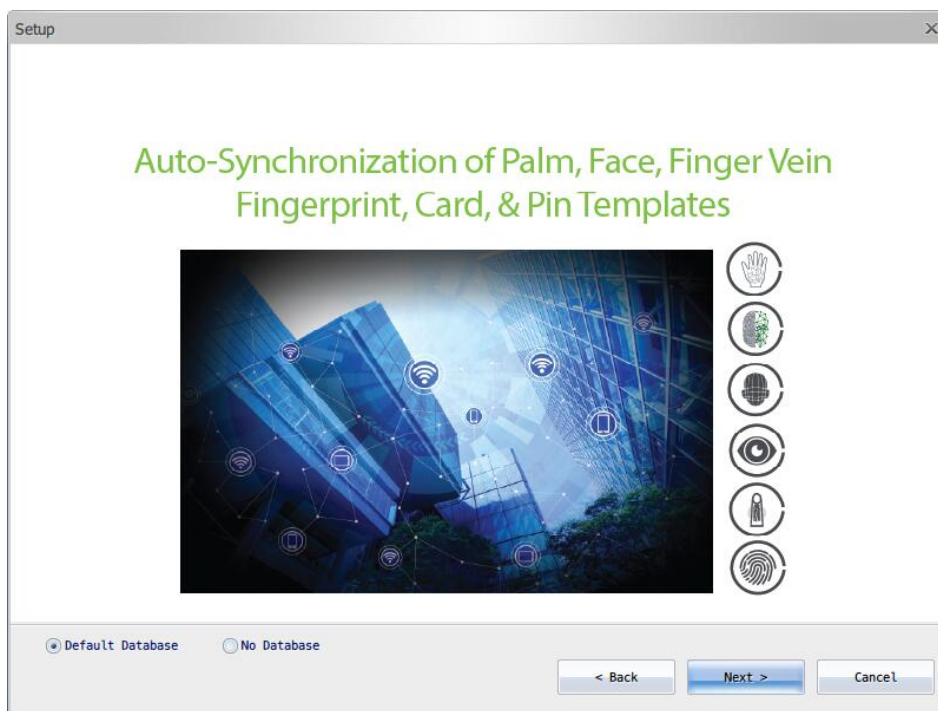 Setup
Auto-Synchronization of Palm, Face, Finger Vein
Fingerprint, Card, & Pin Templates
Default Database
No Database
< Back
Next >
Cancel